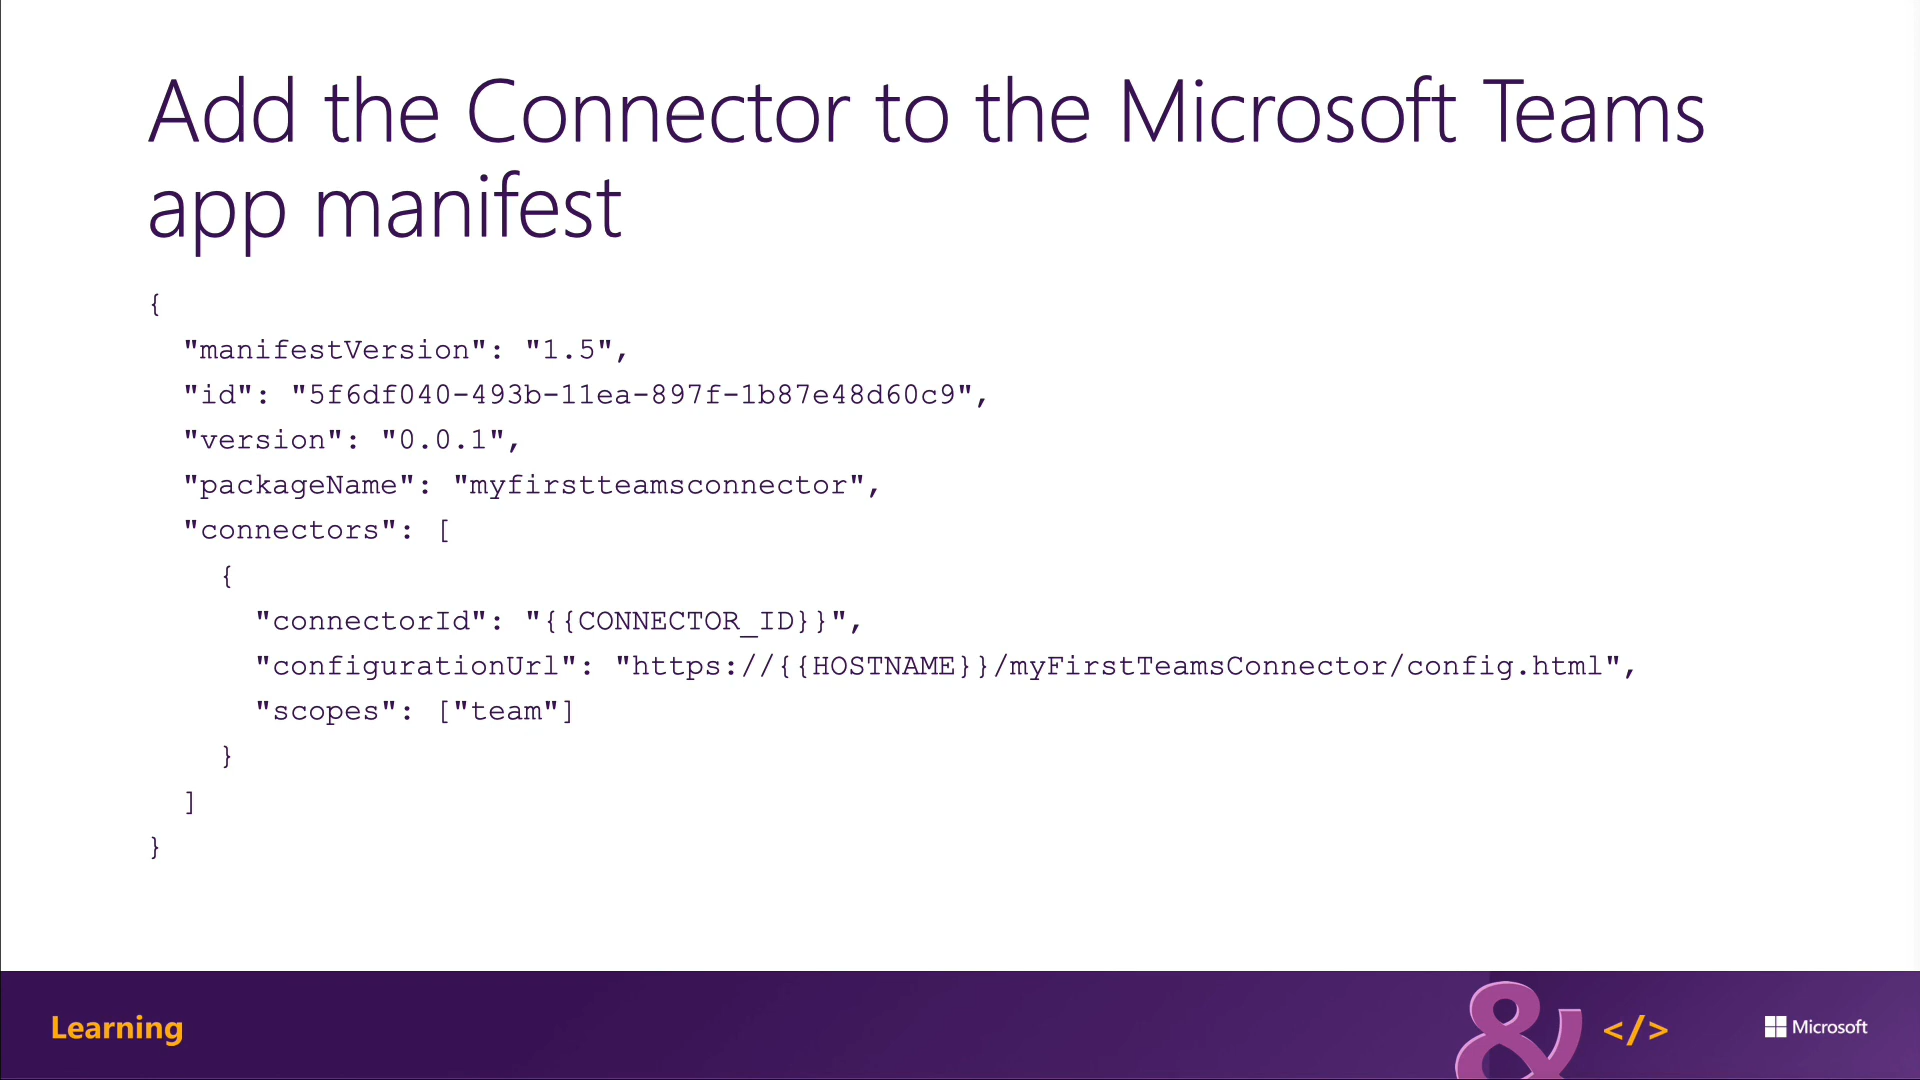 Add the Connector to the Microsoft Teams
app manifest
{
"manifestVersion": "1.5",
"id": "5f6df040-493b-11ea-897f-1b87e48d60c9",
"version": "0.0.1",
"packageName": "myfirstteamsconnector",
"connectors": [
{
"connectorId": "{{CONNECTOR_ID}}",
"configurationUrl": "https://{{HOSTNAME}}/myFirstTeamsConnector/config.html",
"scopes": ["team"]
}
]
}
Learning
& </>
Microsoft